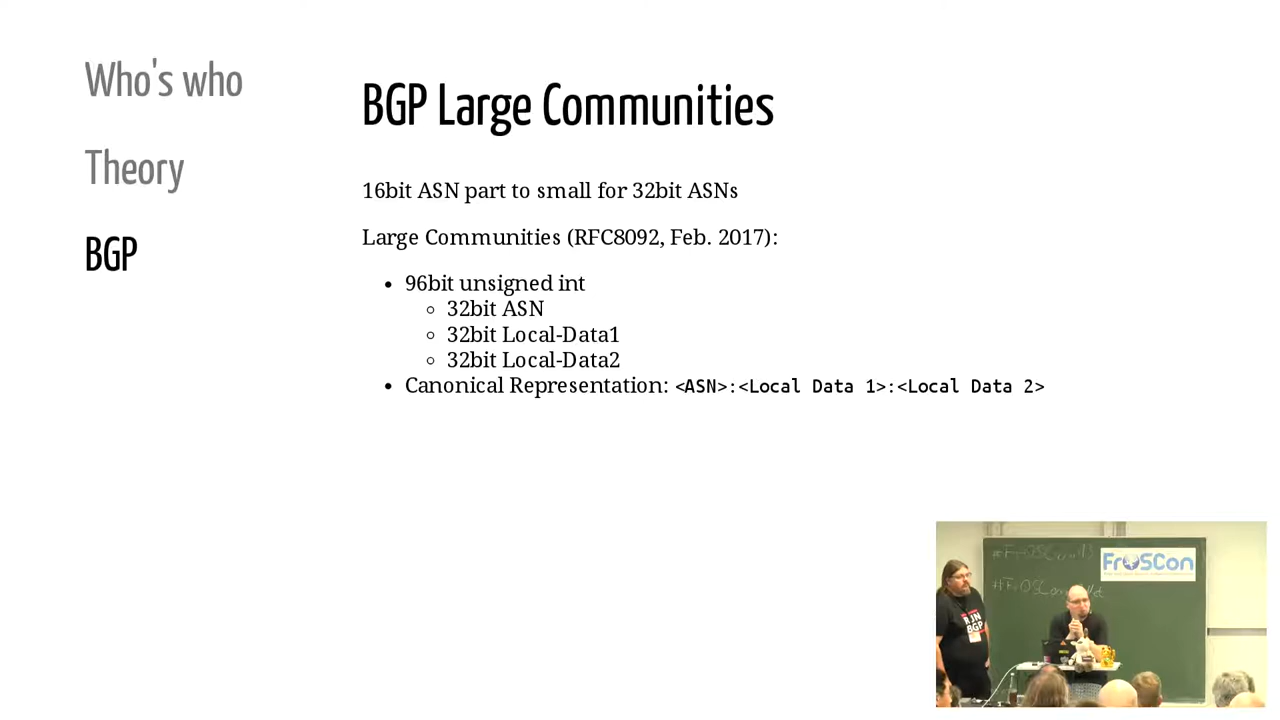 Who's who
Theory
BGP
BGP Large Communities
16bit ASN part to small for 32bit ASNs
Large Communities (RFC8092, Feb. 2017):
96bit unsigned int
32bit ASN
32bit Local-Data1
32bit Local-Data2
Canonical Representation: <ASN>:<Local Data 1>:<Local Data 2>
FrOSCon
RUN
BGP